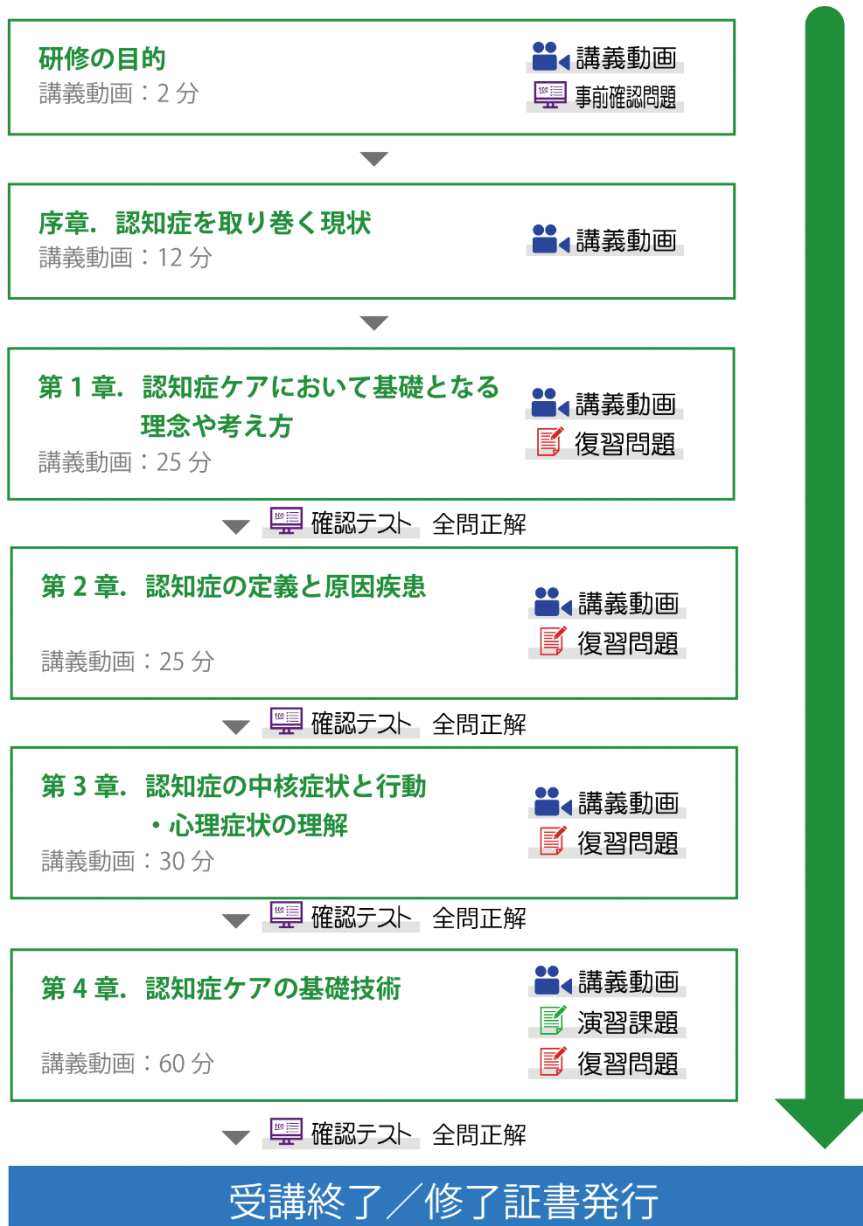 研修の目的
講義動画：2 分
講義動画
事前確認問題
序章．認知症を取り巻く現状
講義動画：12 分
講義動画
第 1 章．認知症ケアにおいて基礎となる
理念や考え方
講義動画：25 分
講義動画
復習問題
確認テスト 全問正解
第 2 章．認知症の定義と原因疾患
講義動画：25 分
講義動画
復習問題
確認テスト 全問正解
第 3 章．認知症の中核症状と行動
・心理症状の理解
講義動画：30 分
講義動画
復習問題
確認テスト 全問正解
第 4 章．認知症ケアの基礎技術
講義動画：60 分
講義動画
演習課題
復習問題
確認テスト 全問正解
受講終了／修了証書発行